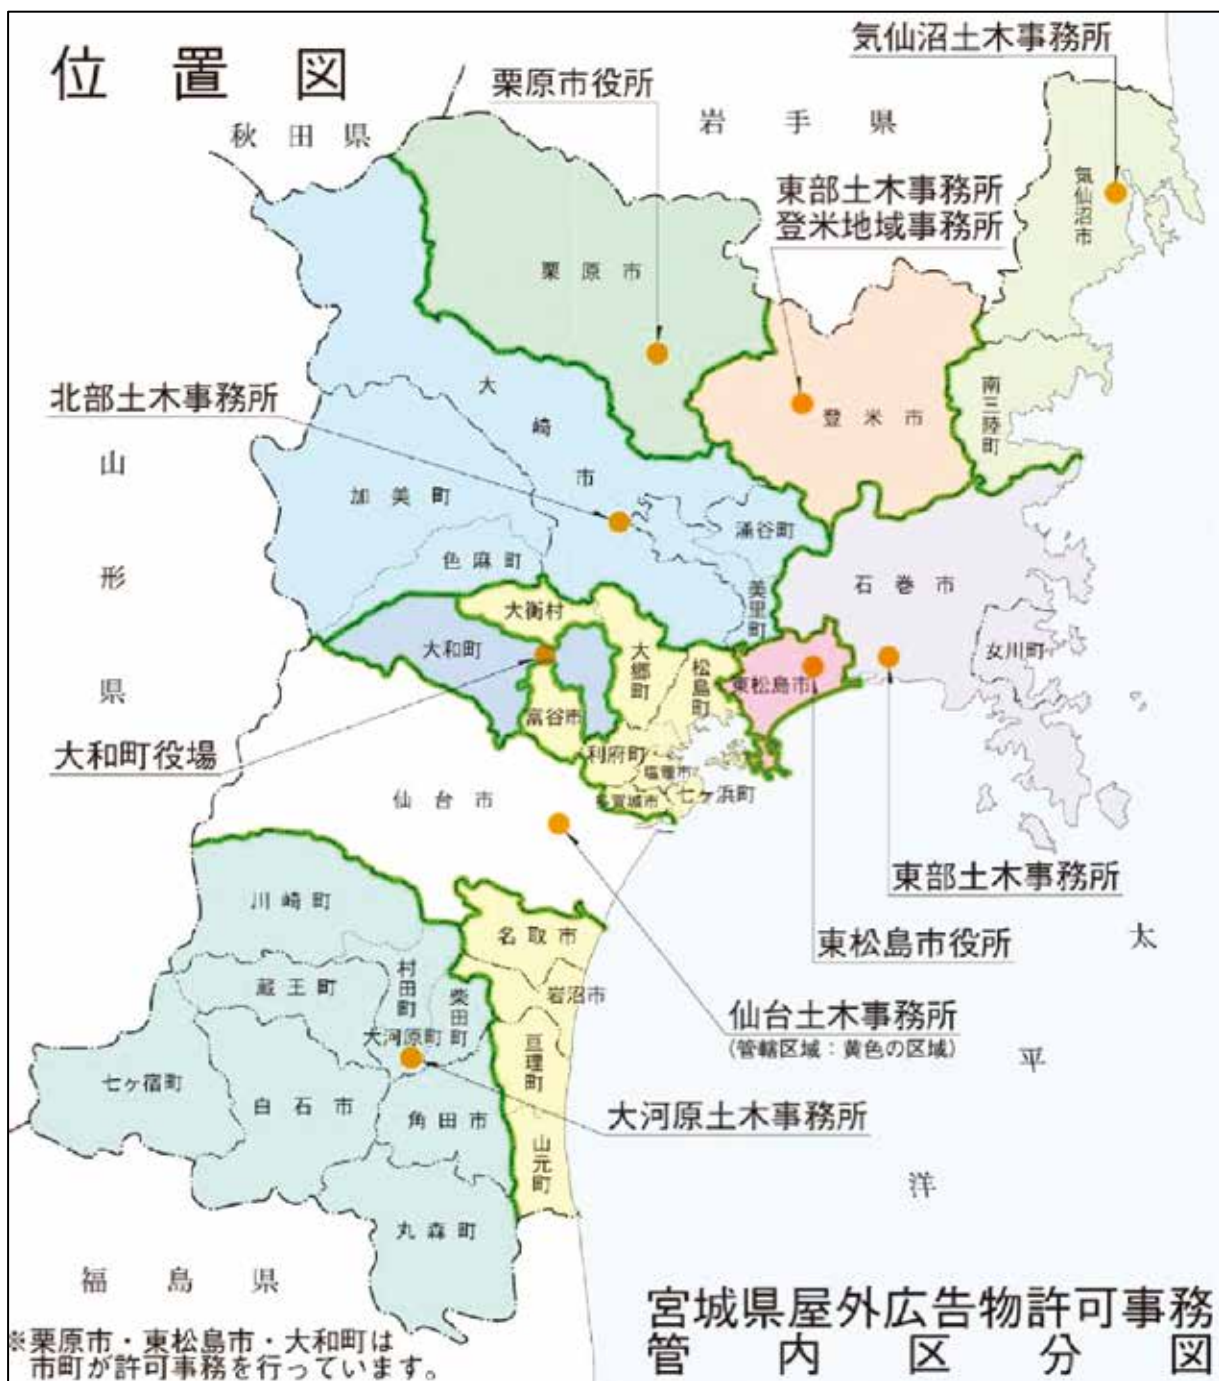 位置図
気仙沼土木事務所
栗原市役所
秋田県
岩手県
東部土木事務所
登米地域事務所
気仙沼市
栗原市
北部土木事務所
大崎市
登米市
南三陸町
山形県
加美町
涌谷町
色麻町
美里町
石巻市
大衡村
大和町
大郷町
松島町
東松島市
女川町
富谷市
大和町役場
利府町
塩竈市
多賀城市
七ヶ浜町
仙台市
東部土木事務所
川崎町
名取市
東松島市役所
太平洋
蔵王町
村田町
柴田町
岩沼市
仙台土木事務所
(管轄区域：黄色の区域)
大河原町
亘理町
七ヶ宿町
白石市
角田市
大河原土木事務所
山元町
丸森町
福島県
宮城県屋外広告物許可事務
管内区分図
※栗原市・東松島市・大和町は
市町が許可事務を行っています。